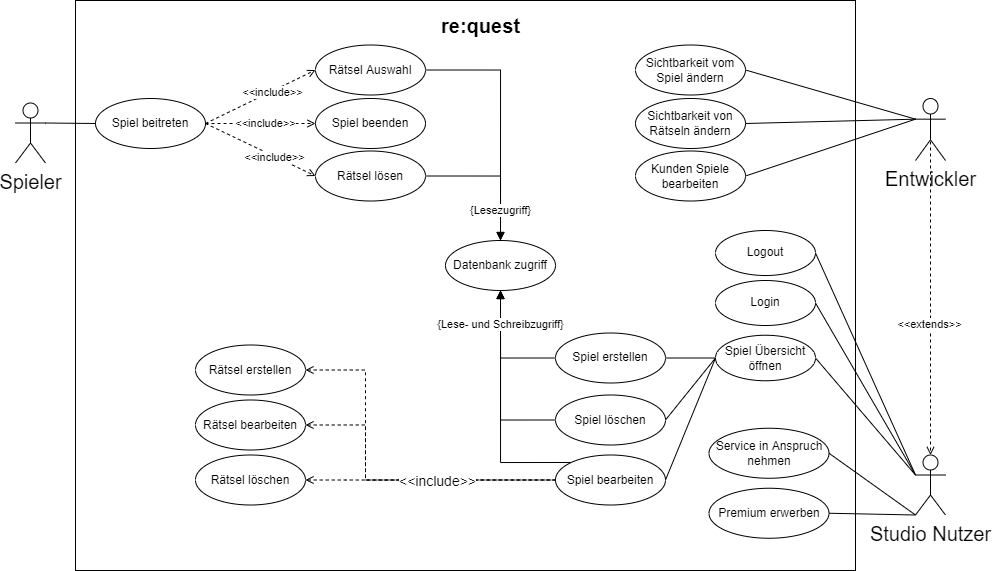 re:quest
Rätsel Auswahl
Sichtbarkeit vom
Spiel ändern
<<include>>
Spiel beitreten
<<include>>
Spiel beenden
Sichtbarkeit von
Rätseln ändern
<<include>>
Rätsel lösen
Kunden Spiele
bearbeiten
Spieler
Entwickler
{Lesezugriff}
Datenbank zugriff
Logout
Login
{Lese- und Schreibzugriff}
<<extends>>
Spiel erstellen
Spiel Übersicht
öffnen
Rätsel erstellen
Rätsel bearbeiten
Spiel löschen
Service in Anspruch
nehmen
Rätsel löschen
<<include>>
Spiel bearbeiten
Premium erwerben
Studio Nutzer